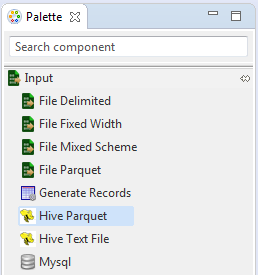 Palette
Search component
Input
File Delimited
File Fixed Width
File Mixed Scheme
File Parquet
Generate Records
Hive Parquet
Hive Text File
Mysql